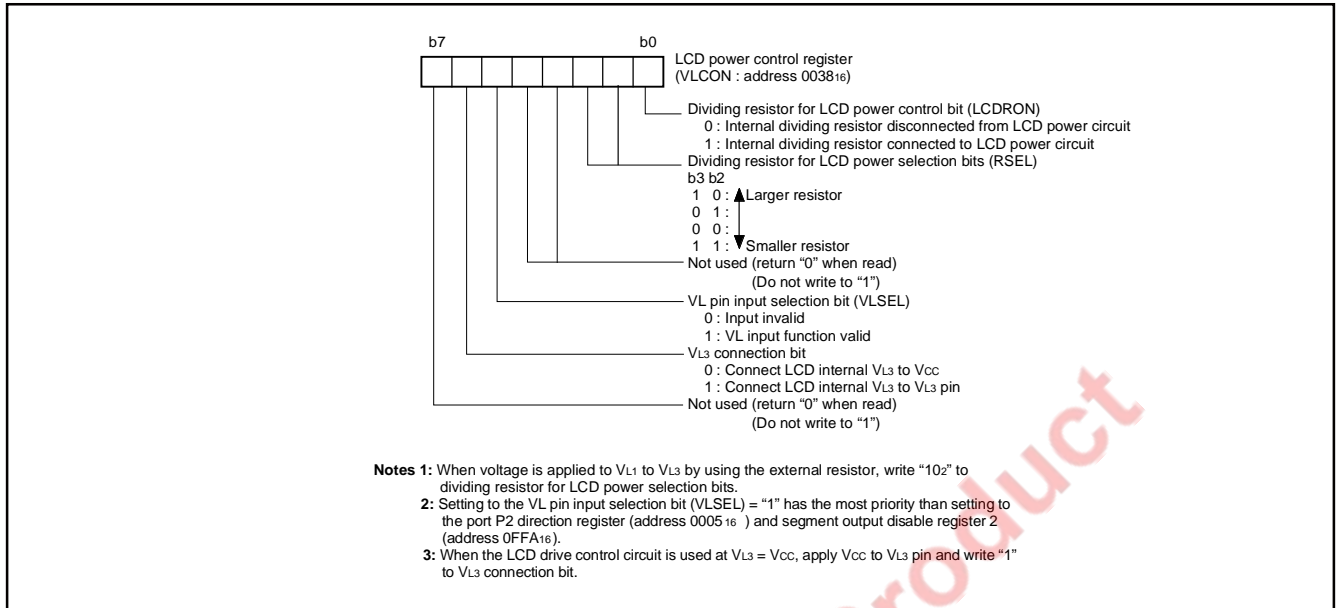 b7 b0
LCD power control register
(VLCON : address 003816)
Dividing resistor for LCD power control bit (LCDRON)
0 : Internal dividing resistor disconnected from LCD power circuit
1 : Internal dividing resistor connected to LCD power circuit
Dividing resistor for LCD power selection bits (RSEL)
b3 b2
1 0 : Larger resistor
0 1 :
0 0 :
1 1 : Smaller resistor
Not used (return “0” when read)
(Do not write to “1”)
VL pin input selection bit (VLSEL)
0 : Input invalid
1 : VL input function valid
VL3 connection bit
0 : Connect LCD internal VL3 to VCC
1 : Connect LCD internal VL3 to VL3 pin
Not used (return “0” when read)
(Do not write to “1”)
Notes 1: When voltage is applied to VL1 to VL3 by using the external resistor, write “102” to
dividing resistor for LCD power selection bits.
2: Setting to the VL pin input selection bit (VLSEL) = “1” has the most priority than setting to
the port P2 direction register (address 000516 ) and segment output disable register 2
(address 0FFA16).
3: When the LCD drive control circuit is used at VL3 = VCC, apply VCC to VL3 pin and write “1”
to VL3 connection bit.
roduct